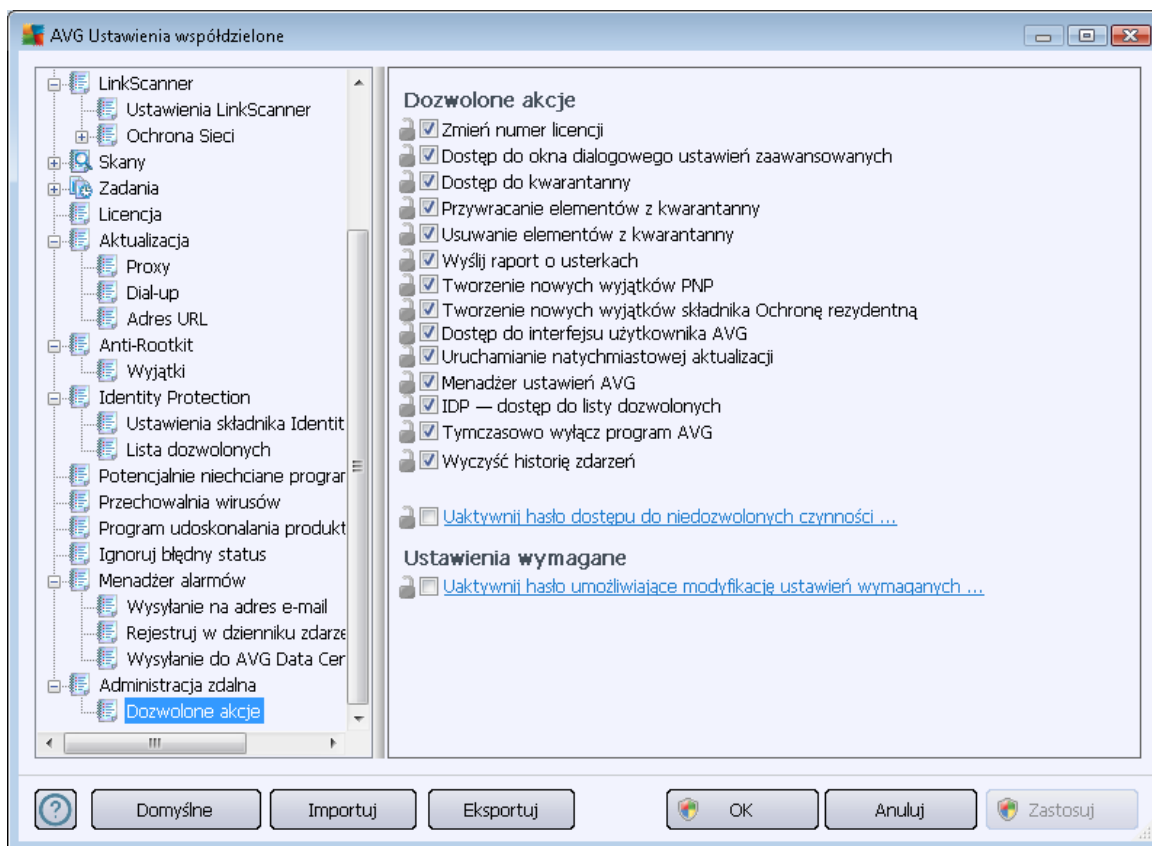 AVG Ustawienia współdzielone
LinkScanner
Ustawienia LinkScanner
Ochrona Sieci
Skany
Zadania
Licencja
Aktualizacja
Proxy
Dial-up
Adres URL
Anti-Rootkit
Wyjątki
Identity Protection
Ustawienia składnika Identit
Lista dozwolonych
Potencjalnie niechciane prograr
Przechowalnia wirusów
Program udoskonalania produkt
Ignoruj błędny status
Menadżer alarmów
Wysyłanie na adres e-mail
Rejestruj w dzienniku zdarze
Wysyłanie do AVG Data Cer
Administracja zdalna
Dozwolone akcje
Dozwolone akcje
Zmień numer licencji
Dostęp do okna dialogowego ustawień zaawansowanych
Dostęp do kwarantanny
Przywracanie elementów z kwarantanny
Usuwanie elementów z kwarantanny
Wyślij raport o usterkach
Tworzenie nowych wyjątków PNP
Tworzenie nowych wyjątków składnika Ochronę rezydentną
Dostęp do interfejsu użytkownika AVG
Uruchamianie natychmiastowej aktualizacji
Menadżer ustawień AVG
IDP — dostęp do listy dozwolonych
Tymczasowo wyłącz program AVG
Wyczyść historię zdarzeń
Uaktywnij hasło dostępu do niedozwolonych czynności ...
Ustawienia wymagane
Uaktywnij hasło umożliwiające modyfikację ustawień wymaganych ...
Domyślne
Importuj
Eksportuj
OK
Anuluj
Zastosuj